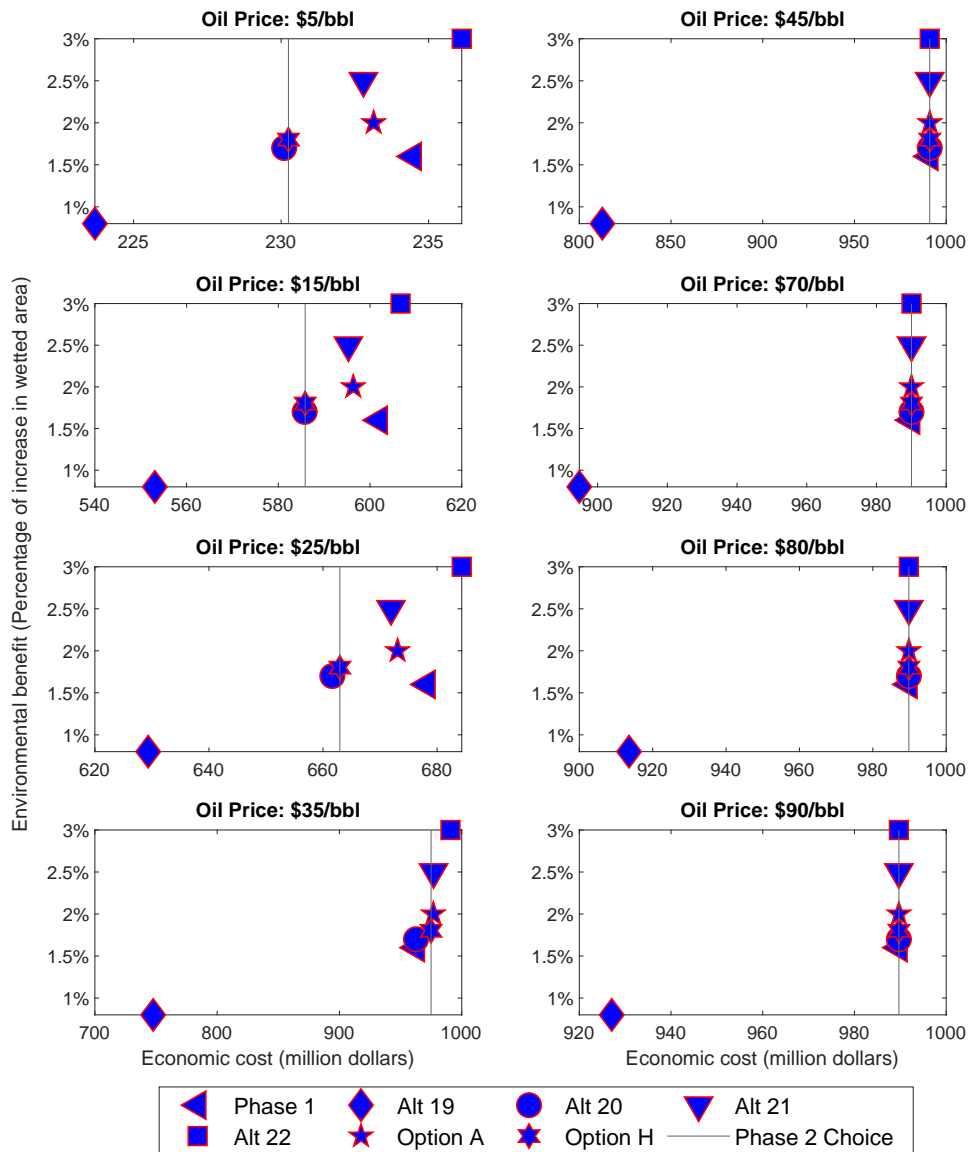 Oil Price: $5/bbl
3%
2.5%
2%
1.5%
1%
225 230 235
Oil Price: $45/bbl
3%
2.5%
2%
1.5%
1%
800 850 900 950 1000
Oil Price: $15/bbl
3%
2.5%
2%
1.5%
1%
540 560 580 600 620
Oil Price: $70/bbl
3%
2.5%
2%
1.5%
1%
900 920 940 960 980 1000
Oil Price: $25/bbl
3%
2.5%
2%
1.5%
1%
620 640 660 680
Oil Price: $80/bbl
3%
2.5%
2%
1.5%
1%
900 920 940 960 980 1000
Oil Price: $35/bbl
3%
2.5%
2%
1.5%
1%
700 800 900 1000
Economic cost (million dollars)
Oil Price: $90/bbl
3%
2.5%
2%
1.5%
1%
920 940 960 980 1000
Economic cost (million dollars)
Environmental benefit (Percentage of increase in wetted area)
Phase 1 Alt 19 Alt 20 Alt 21
Alt 22 Option A Option H Phase 2 Choice